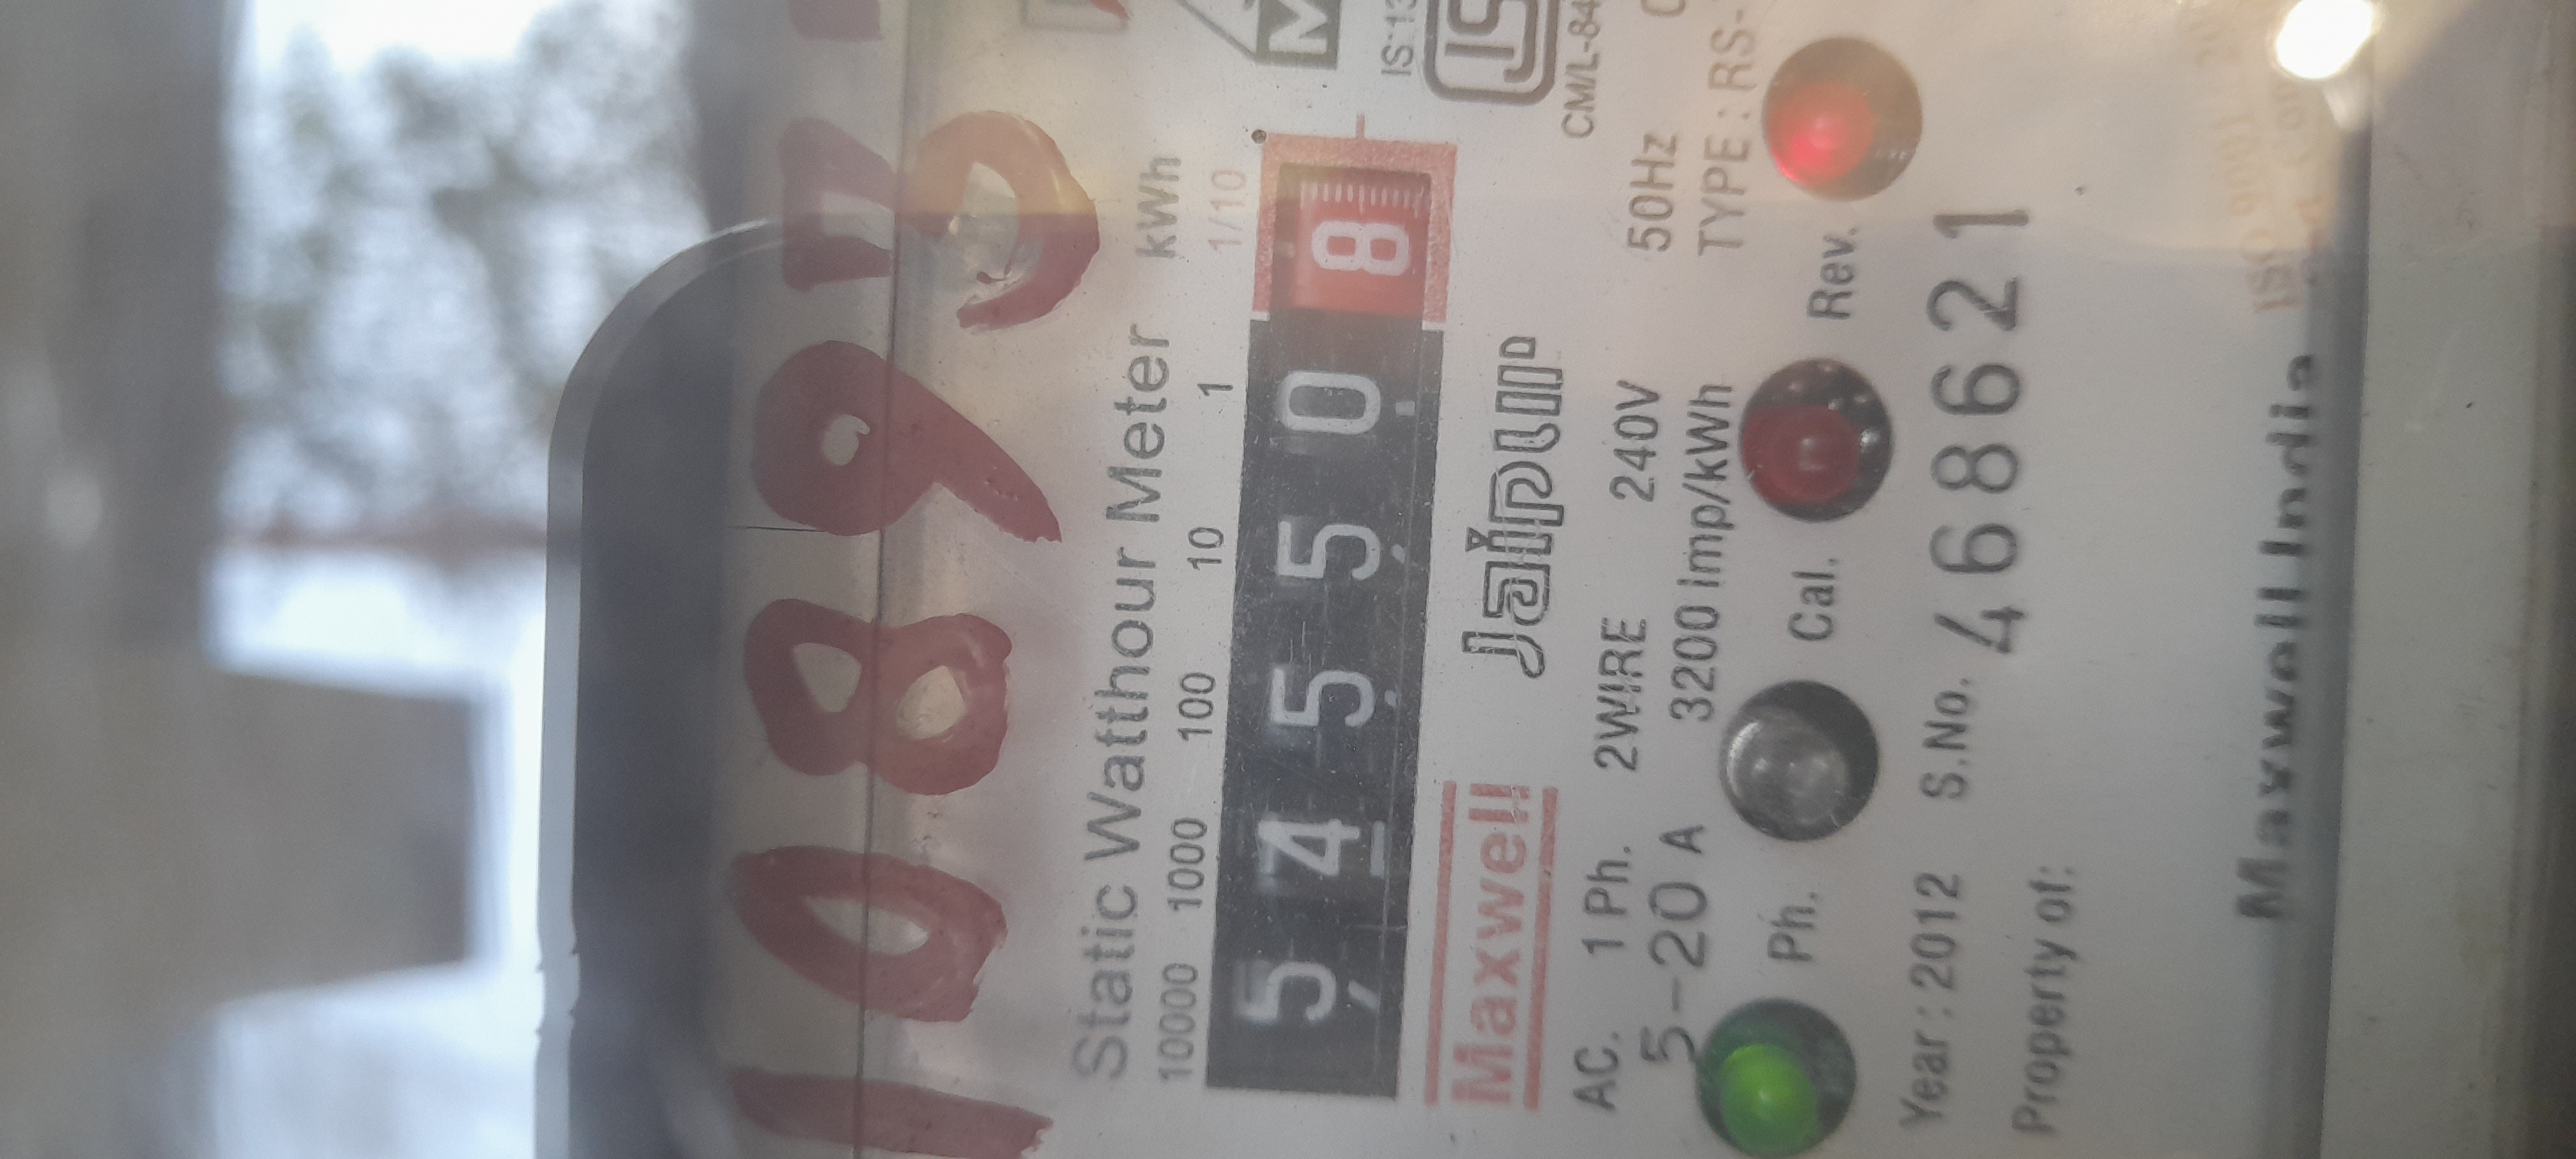 10895
Static Watthour Meter kWh
10000 1000 100 10 1 1/10
5 4 5 5 0 8
Maxwell Jaipur
IS:13
CM/L-84
AC. 1 Ph. 2WIRE 240V 50Hz
5-20 A 3200 imp/kWh TYPE : RS-
Ph. Cal. Rev.
Year : 2012 S.No. 468621
Property of:
Maxwell India